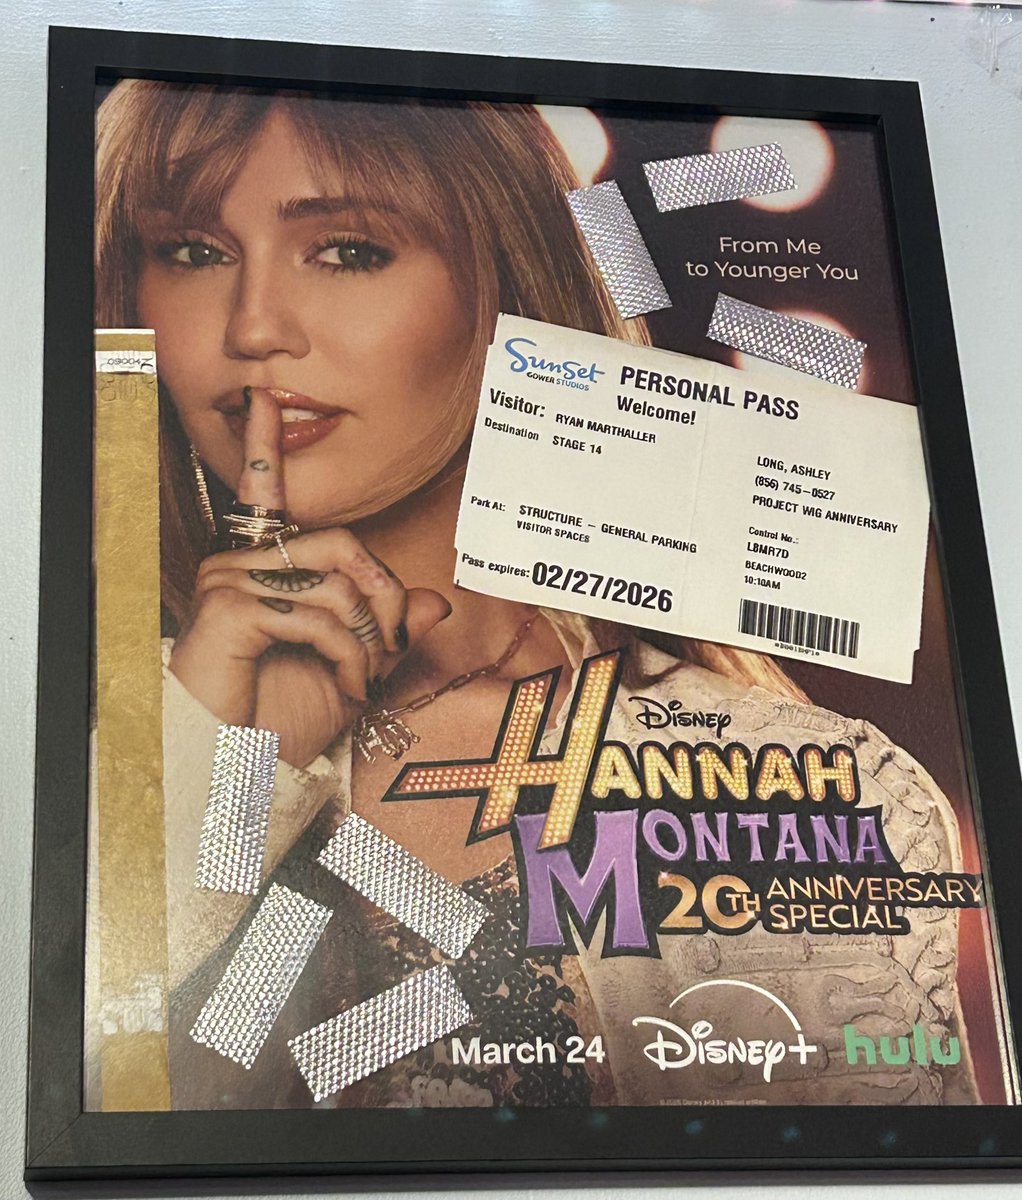 From Me
to Younger You
SunSet
GOWER STUDIOS
PERSONAL PASS
Welcome!
Visitor: RYAN MARTHALLER
Destination STAGE 14
LONG, ASHLEY
(856) 745-0527
PROJECT WIG ANNIVERSARY
Park At: STRUCTURE - GENERAL PARKING
VISITOR SPACES
Control No.:
LBMR7D
BEACHWOOD2
10:10AM
Pass expires: 02/27/2026
DISNEY
HANNAH
MONTANA
20TH ANNIVERSARY
SPECIAL
March 24
DISNEY+
hulu